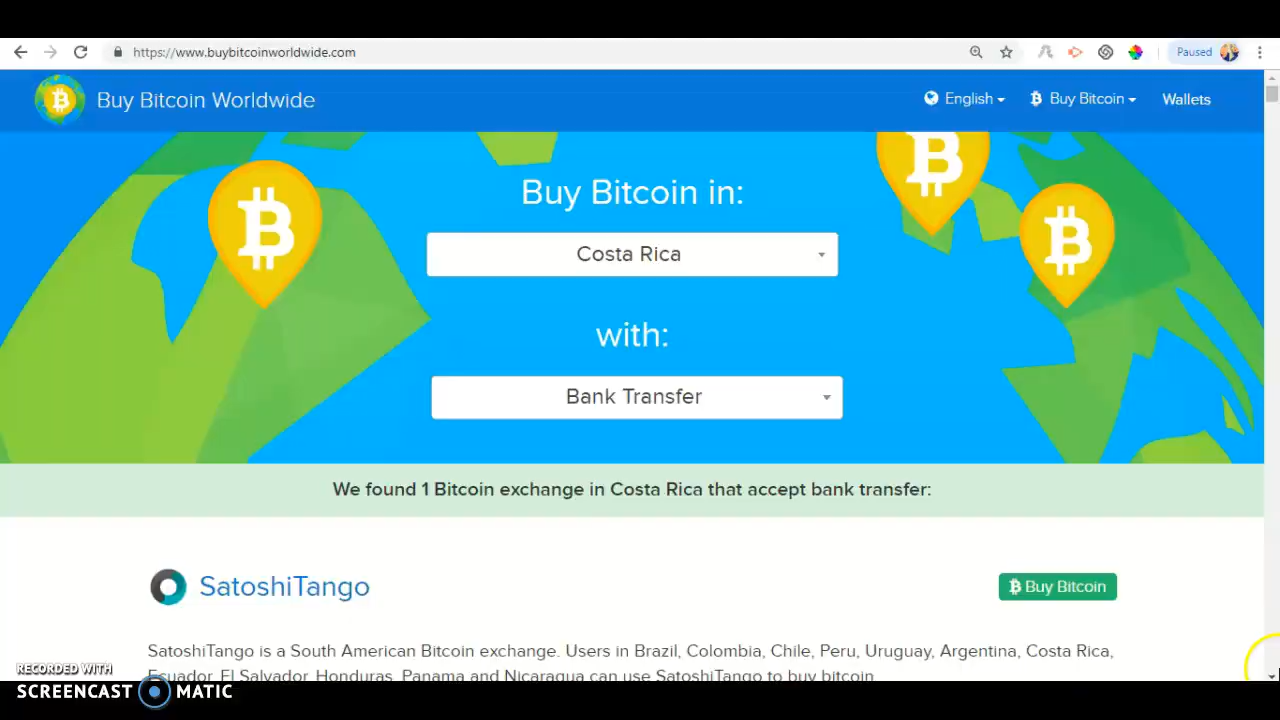 https://www.buybitcoinworldwide.com
Paused
Buy Bitcoin Worldwide
English
Buy Bitcoin
Wallets
Buy Bitcoin in:
Costa Rica
with:
Bank Transfer
We found 1 Bitcoin exchange in Costa Rica that accept bank transfer:
SatoshiTango
Buy Bitcoin
SatoshiTango is a South American Bitcoin exchange. Users in Brazil, Colombia, Chile, Peru, Uruguay, Argentina, Costa Rica,
Ecuador, El Salvador, Honduras, Panama and Nicaragua can use SatoshiTango to buy bitcoin
RECORDED WITH
SCREENCAST MATIC